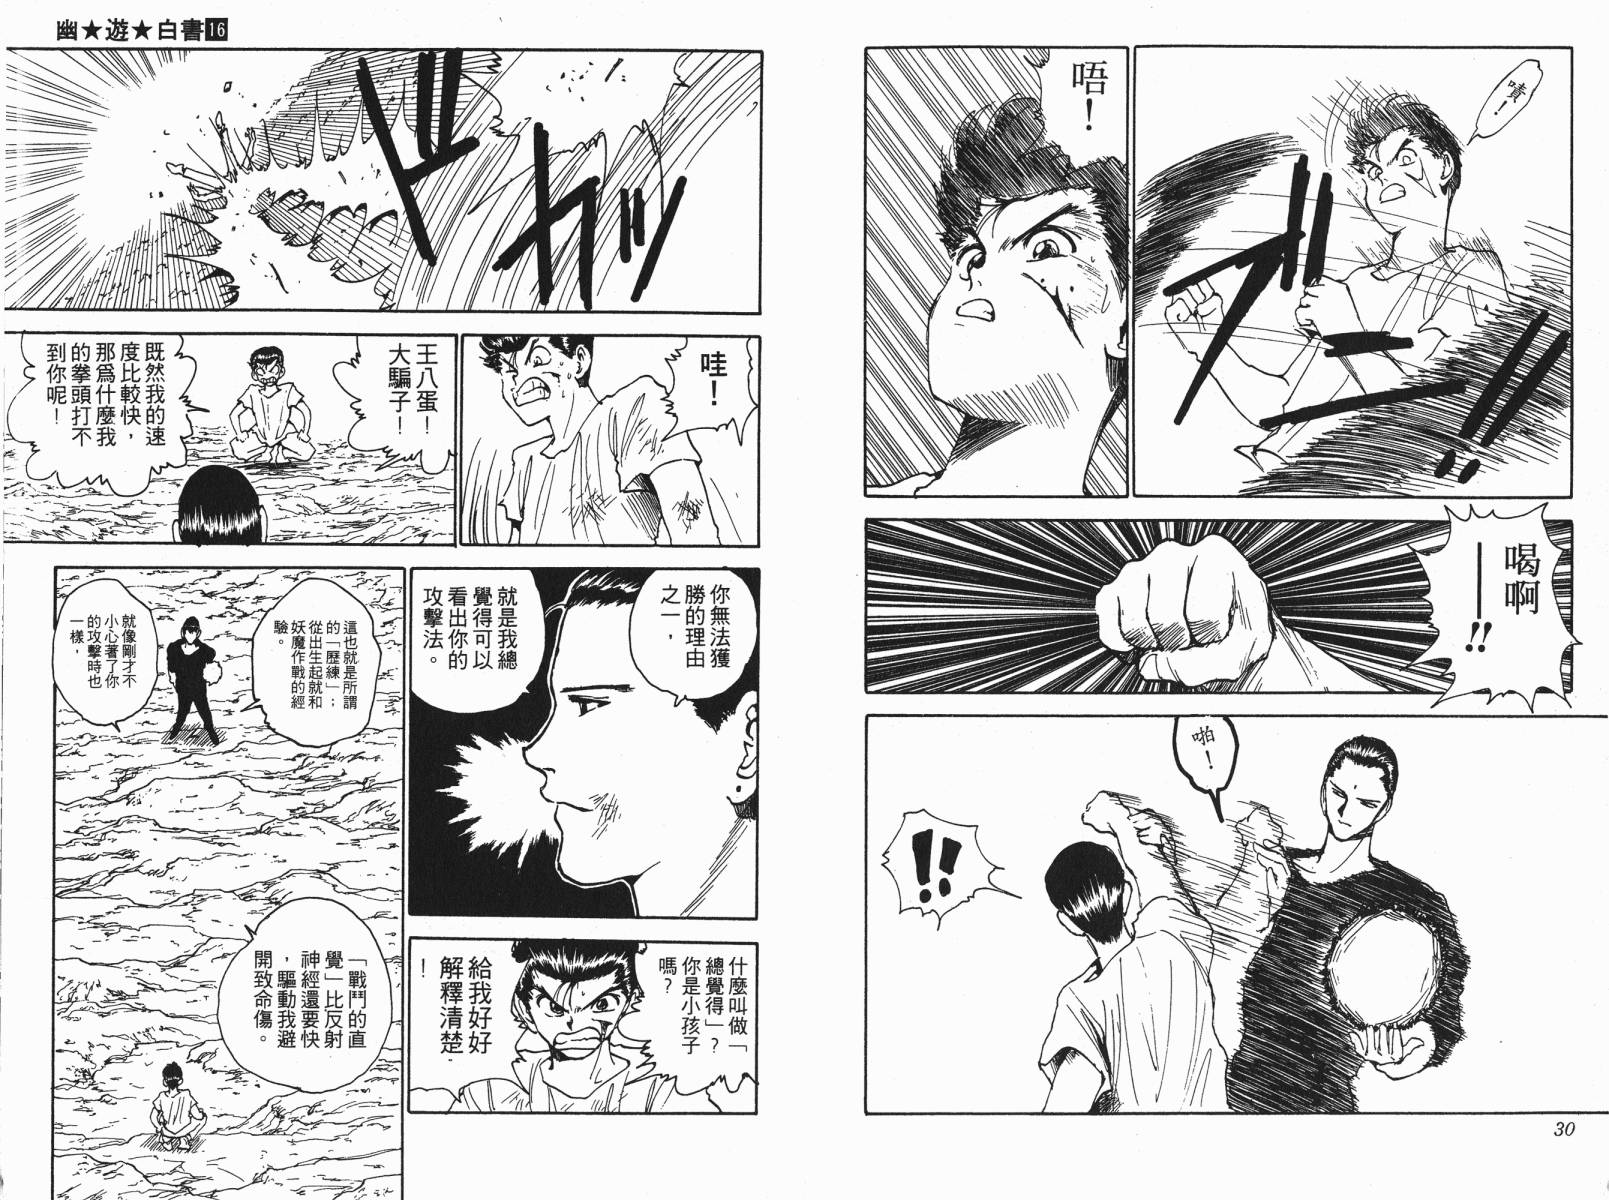 幽★遊★白書16
嘖！
唔！
喝啊
──!!
啪！
!!
30
ドガッ
哇！
王八蛋！
大騙子！
既然我的速
度比較快，
那為什麼我
的拳頭打不
到你呢！
你無法獲
勝的理由
之一，
就是我總
覺得可以
看出你的
攻擊法。
什麼叫做「
總覺得」？
你是小孩子
嗎？
給我好好
解釋清楚
！
這也就是所謂
的「歷練」；
從出生起就和
妖魔作戰的經
驗。
就像剛才不
小心著了你
的攻擊時也
一樣，
「戰鬥的直
覺」比反射
神經還要快
，驅動我避
開致命傷。